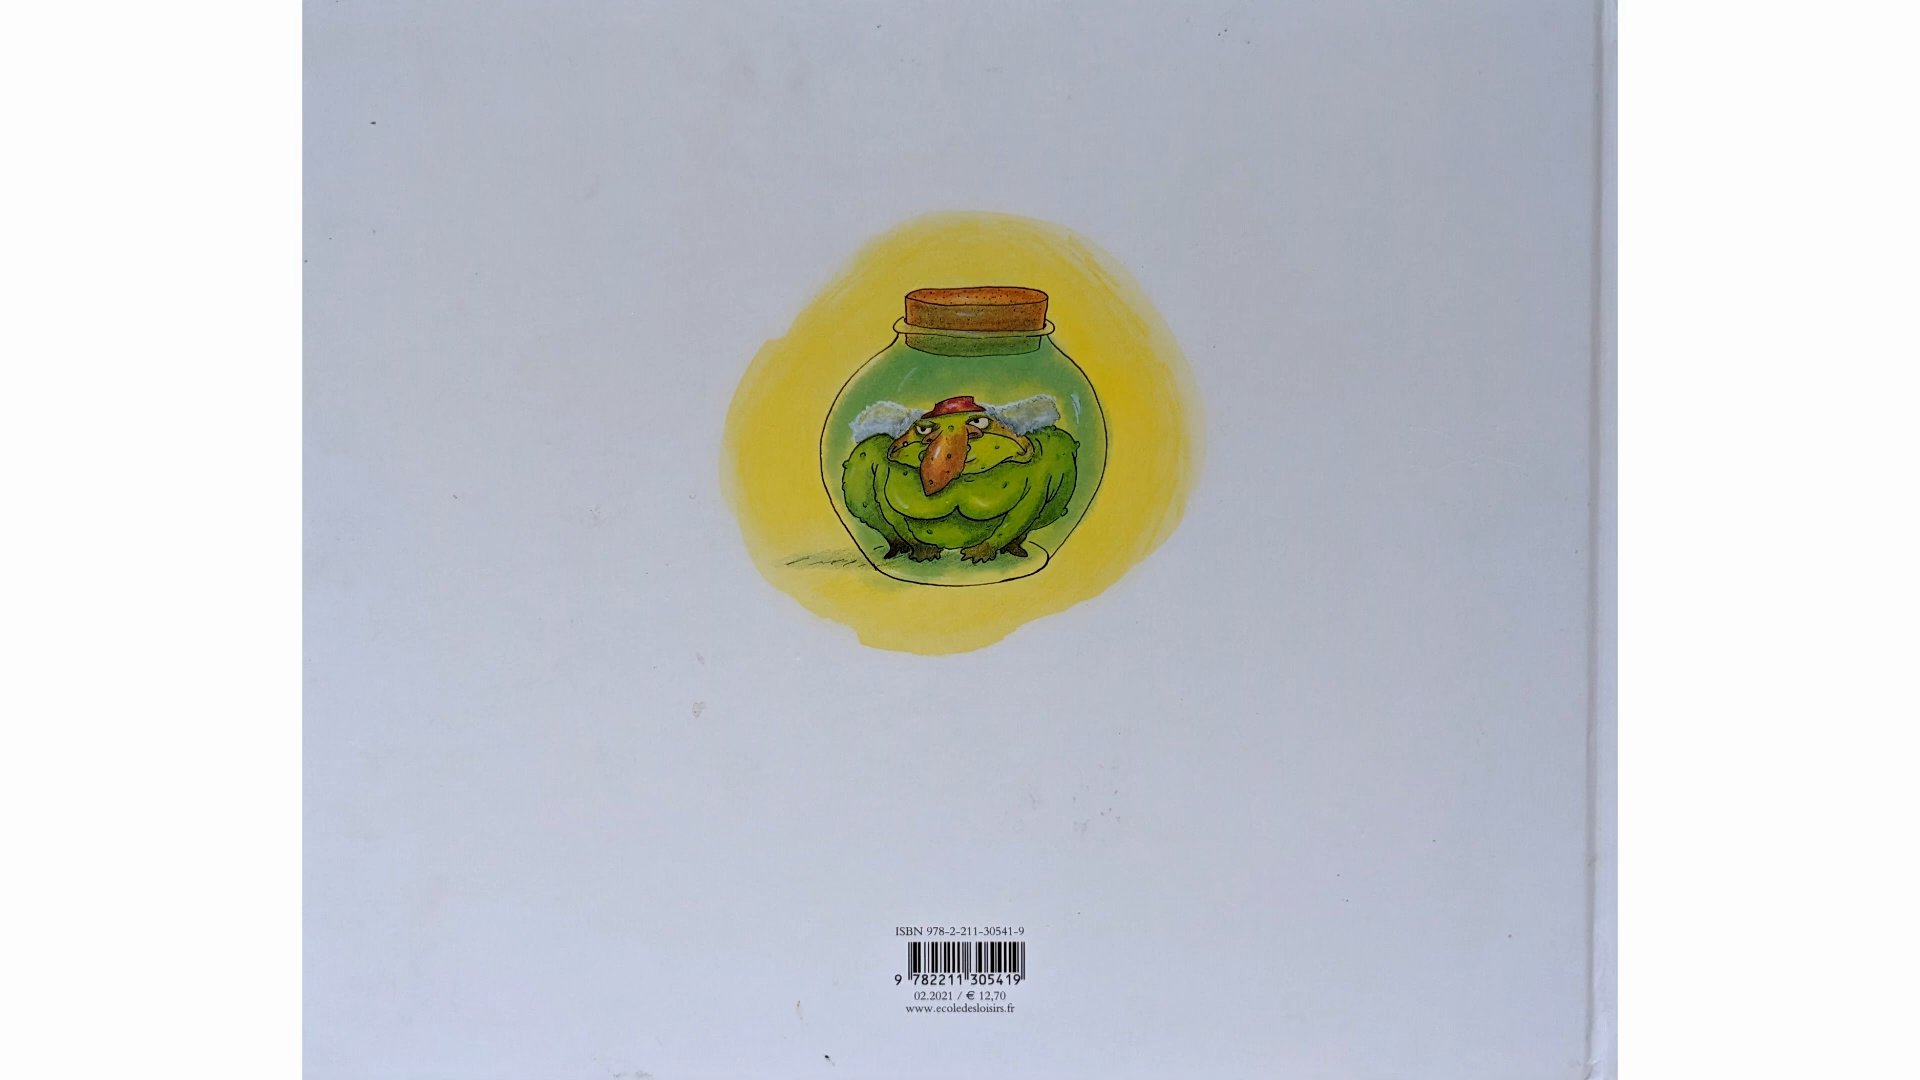 ISBN 978-2-211-30541-9
9 782211 305419
02.2021 / € 12,70
www.ecoledesloisirs.fr